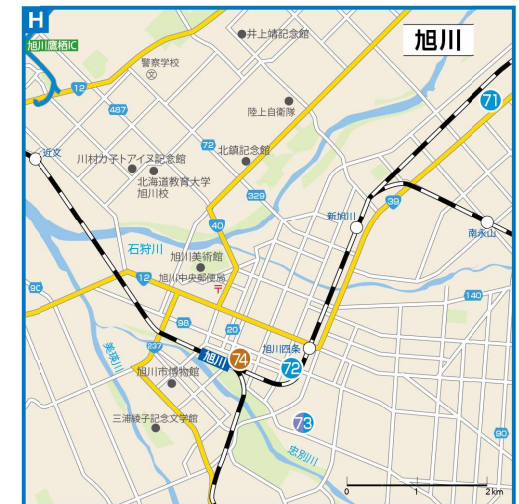 H
旭川
旭川鷹栖IC
井上靖記念館
警察学校
12
71
487
陸上自衛隊
72
北鎮記念館
近文
川村カ子トアイヌ記念館
北海道教育大学
旭川校
329
39
40
新旭川
南永山
石狩川
旭川美術館
旭川中央郵便局
〒
12
90
140
98
20
237
旭川四条
美瑛川
旭川
74
72
旭川市博物館
三浦綾子記念文学館
73
忠別川
90
0
1
2km